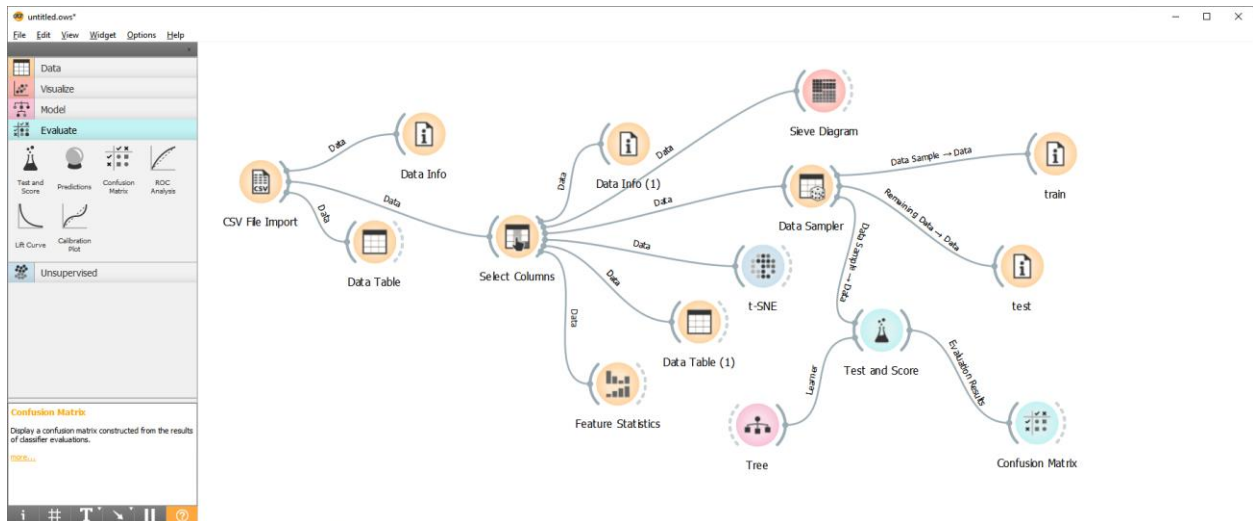 untitled.ows*
File Edit View Widget Options Help
Data
Visualize
Model
Evaluate
Test and Score
Predictions
Confusion Matrix
ROC Analysis
Lift Curve
Calibration Plot
Unsupervised
Confusion Matrix
Display a confusion matrix constructed from the results
of classifier evaluations.
more...
CSV File Import
Data
Data Info
Data
Data Table
Data
Select Columns
Data
Data Info (1)
Data
Sieve Diagram
Data
Data Sampler
Data
t-SNE
Data
Data Table (1)
Data
Feature Statistics
Data Sample → Data
train
Remaining Data → Data
test
Data Sample → Data
Test and Score
Learner
Tree
Evaluation Results
Confusion Matrix